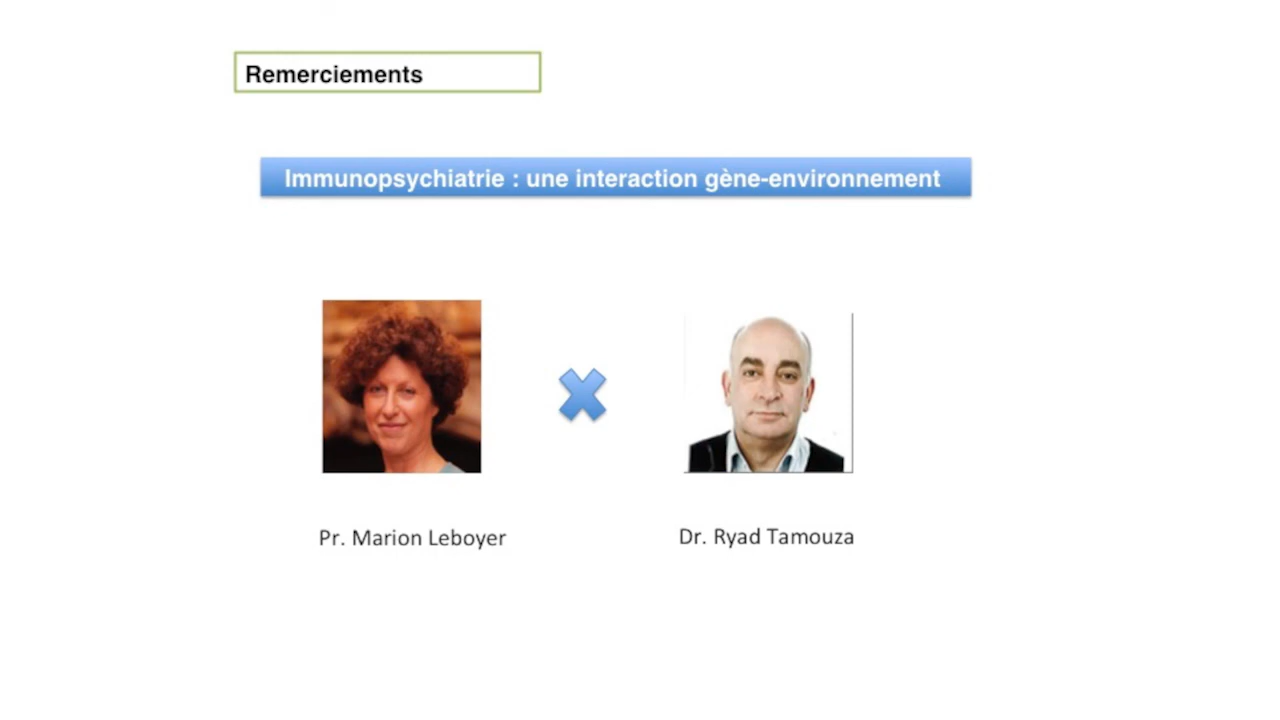 Remerciements
Immunopsychiatrie : une interaction gène-environnement
Pr. Marion Leboyer
Dr. Ryad Tamouza